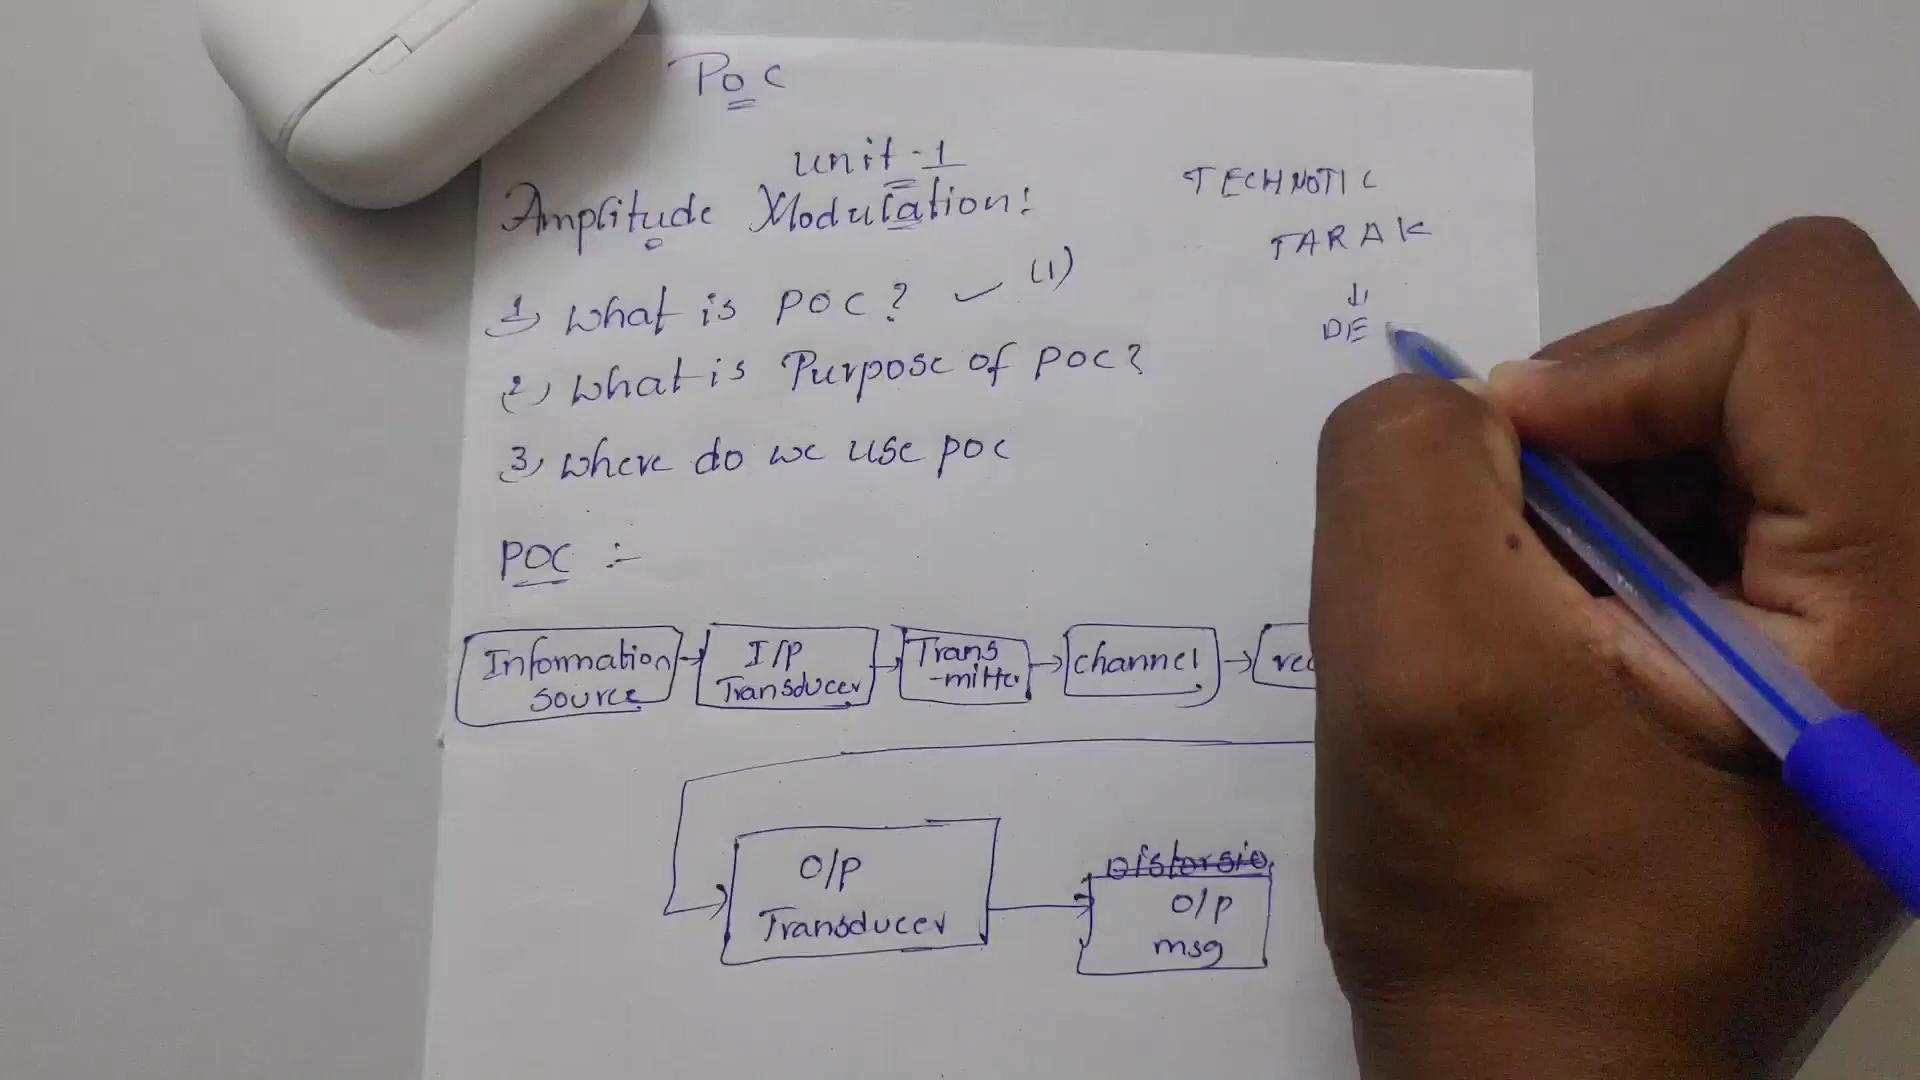 POC
Unit-1
Amplitude Modulation:
1) What is POC? ✓ (1)
2) What is Purpose of POC?
3) Where do we use POC
POC :-
Information source
I/P Transducer
Trans-mitter
channel
O/P
Transducer
O/P
msg
TECHNOTIC
TARAK
↓
DE